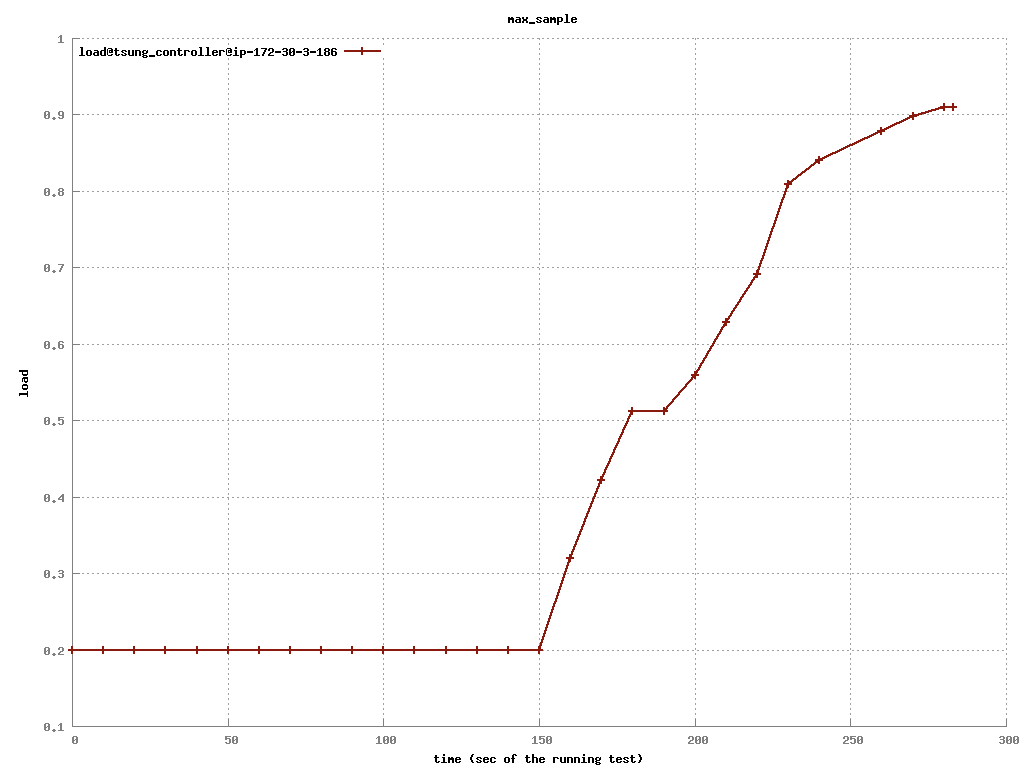 max_sample
1
load@tsung_controller@ip-172-30-3-186
0.9
0.8
0.7
0.6
load
0.5
0.4
0.3
0.2
0.1
0 50 100 150 200 250 300
time (sec of the running test)